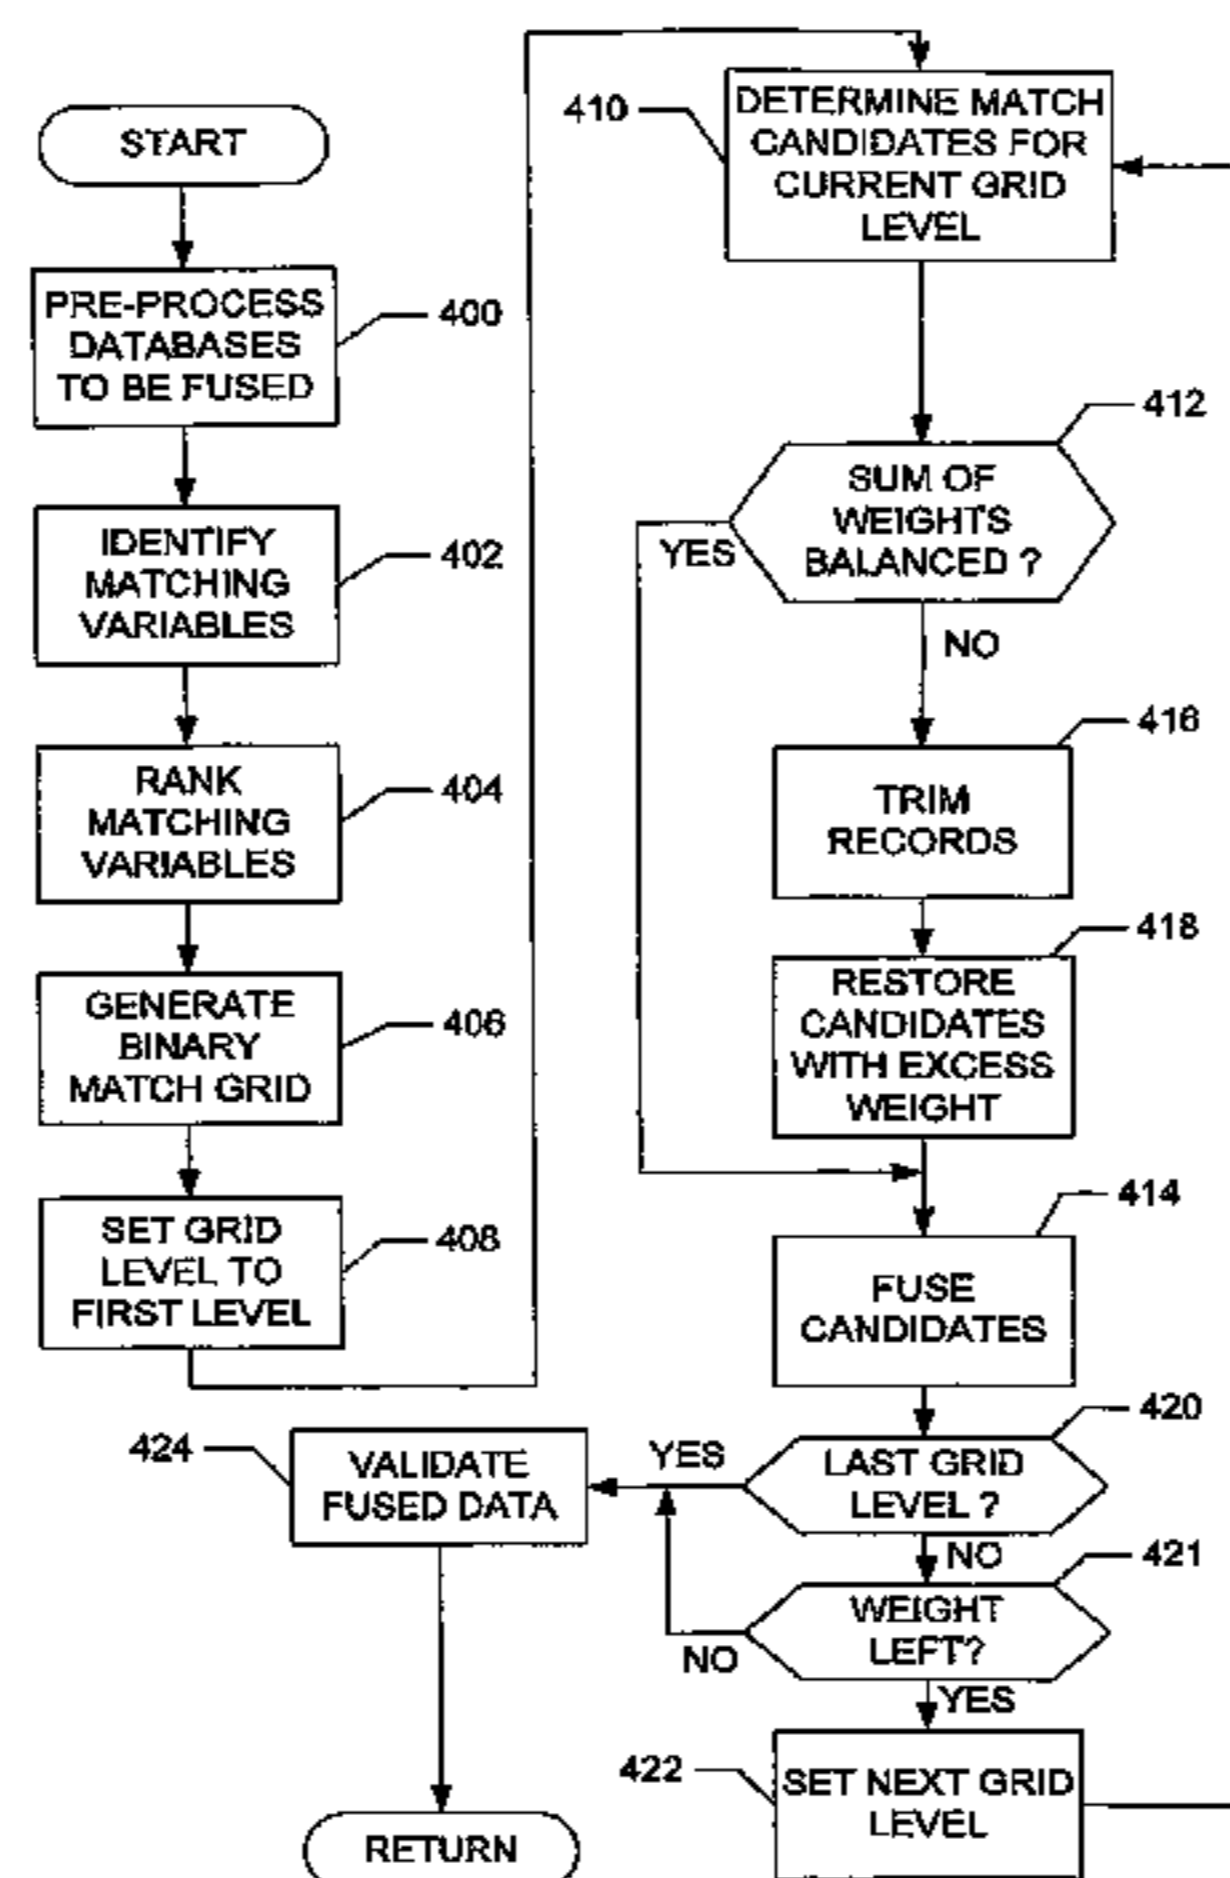 START
PRE-PROCESS
DATABASES
TO BE FUSED
400
IDENTIFY
MATCHING
VARIABLES
402
RANK
MATCHING
VARIABLES
404
GENERATE
BINARY
MATCH GRID
406
SET GRID
LEVEL TO
FIRST LEVEL
408
410
DETERMINE MATCH
CANDIDATES FOR
CURRENT GRID
LEVEL
412
SUM OF
WEIGHTS
BALANCED ?
YES
NO
416
TRIM
RECORDS
418
RESTORE
CANDIDATES
WITH EXCESS
WEIGHT
414
FUSE
CANDIDATES
420
LAST GRID
LEVEL ?
YES
NO
421
WEIGHT
LEFT?
NO
YES
422
SET NEXT GRID
LEVEL
424
VALIDATE
FUSED DATA
RETURN